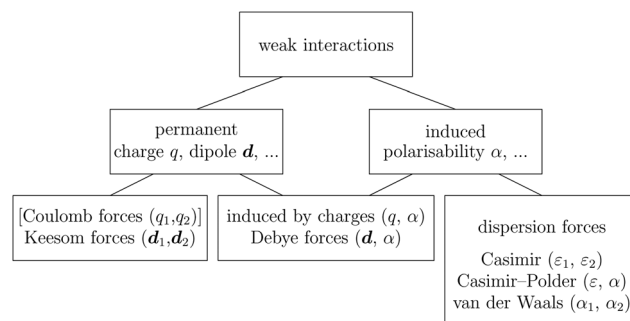 weak interactions
permanent
charge q, dipole d, ...
induced
polarisability α, ...
[Coulomb forces (q₁,q₂)]
Keesom forces (d₁,d₂)
induced by charges (q, α)
Debye forces (d, α)
dispersion forces
Casimir (ε₁, ε₂)
Casimir–Polder (ε, α)
van der Waals (α₁, α₂)